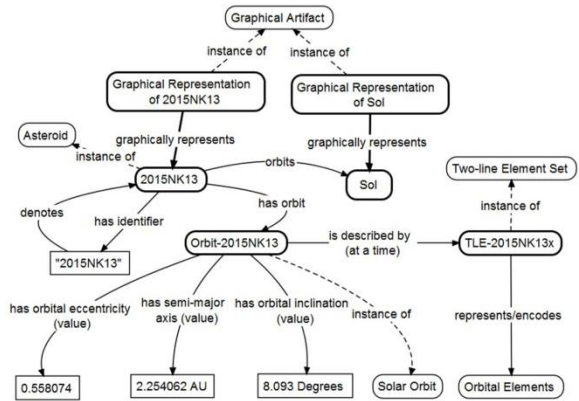 Graphical Artifact
instance of
instance of
Graphical Representation
of 2015NK13
Graphical Representation
of Sol
Asteroid
graphically represents
graphically represents
instance of
orbits
Two-line Element Set
2015NK13
Sol
denotes
has identifier
has orbit
instance of
is described by
(at a time)
"2015NK13"
Orbit-2015NK13
TLE-2015NK13x
has orbital eccentricity
(value)
has semi-major
axis (value)
has orbital inclination
(value)
instance of
represents/encodes
0.558074
2.254062 AU
8.093 Degrees
Solar Orbit
Orbital Elements